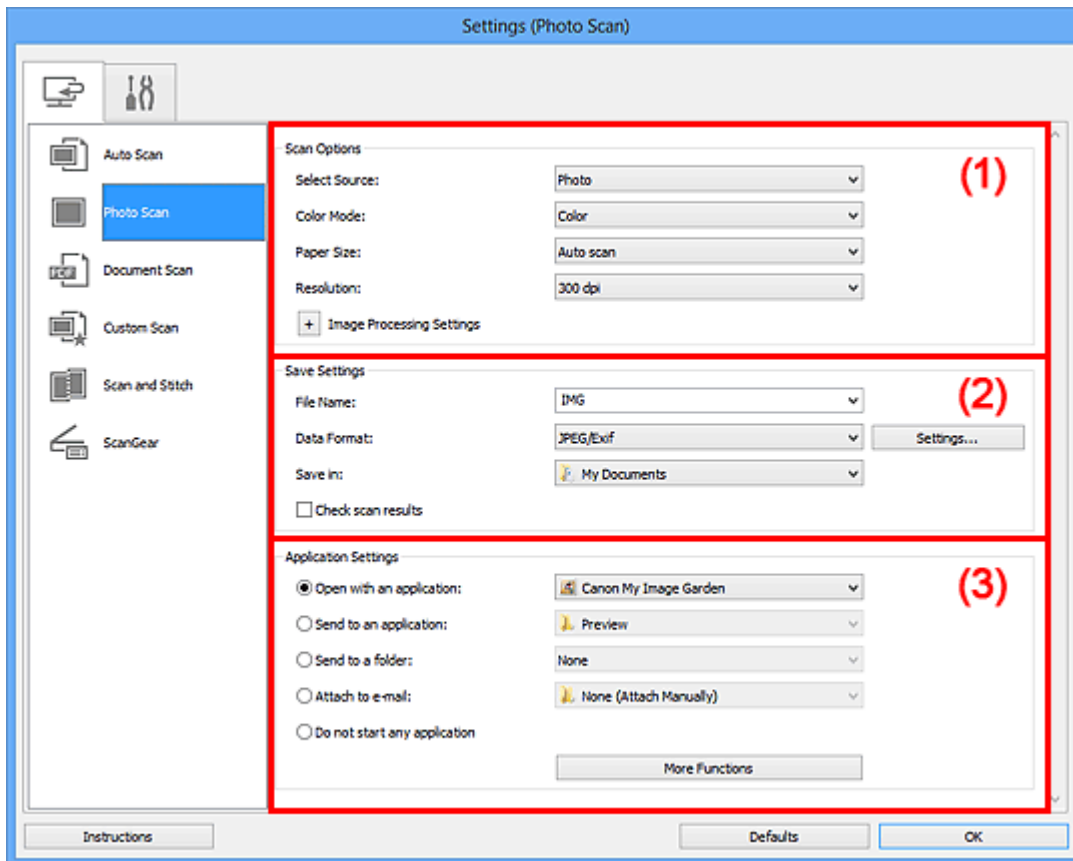 Settings (Photo Scan)
Auto Scan
Photo Scan
Document Scan
Custom Scan
Scan and Stitch
ScanGear
Scan Options
(1)
Select Source: Photo
Color Mode: Color
Paper Size: Auto scan
Resolution: 300 dpi
+ Image Processing Settings
Save Settings
(2)
File Name: IMG
Data Format: JPEG/Exif Settings...
Save in: My Documents
Check scan results
Application Settings
(3)
Open with an application: Canon My Image Garden
Send to an application: Preview
Send to a folder: None
Attach to e-mail: None (Attach Manually)
Do not start any application
More Functions
Instructions Defaults OK